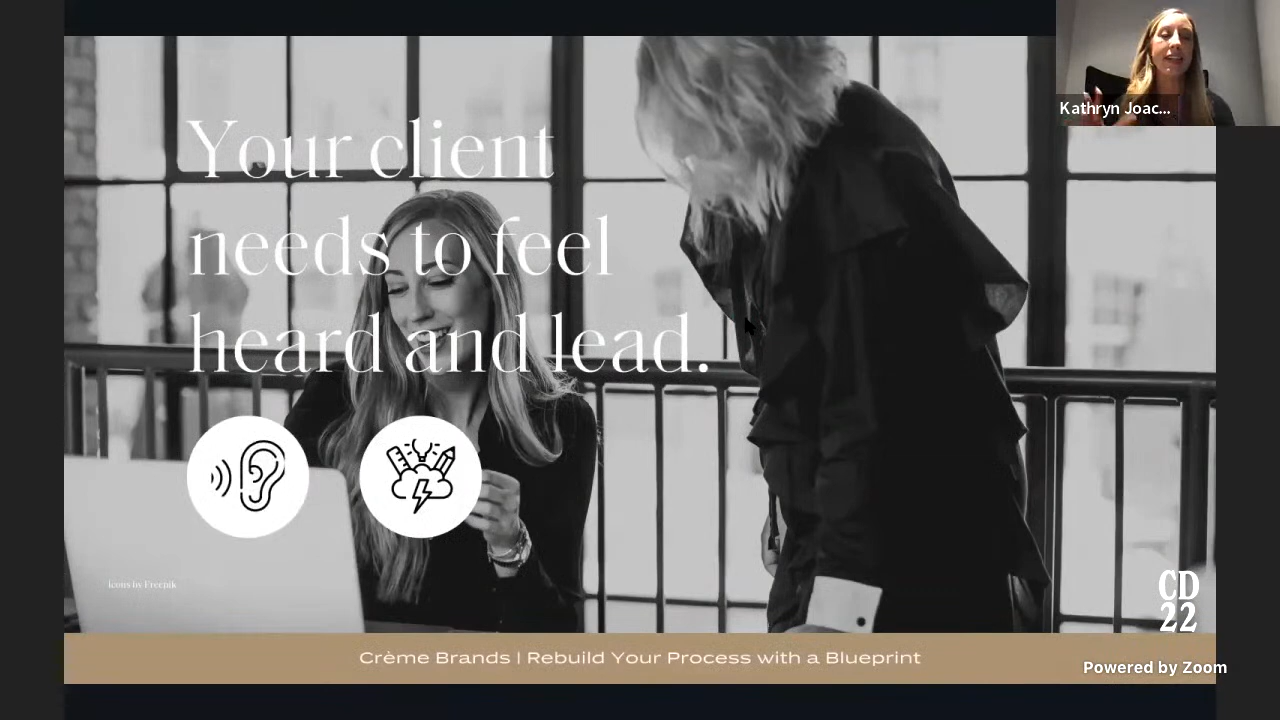 Kathryn Joac...
Your client
needs to feel
heard and lead.
Icons by Freepik
CD
22
Crème Brands | Rebuild Your Process with a Blueprint
Powered by Zoom